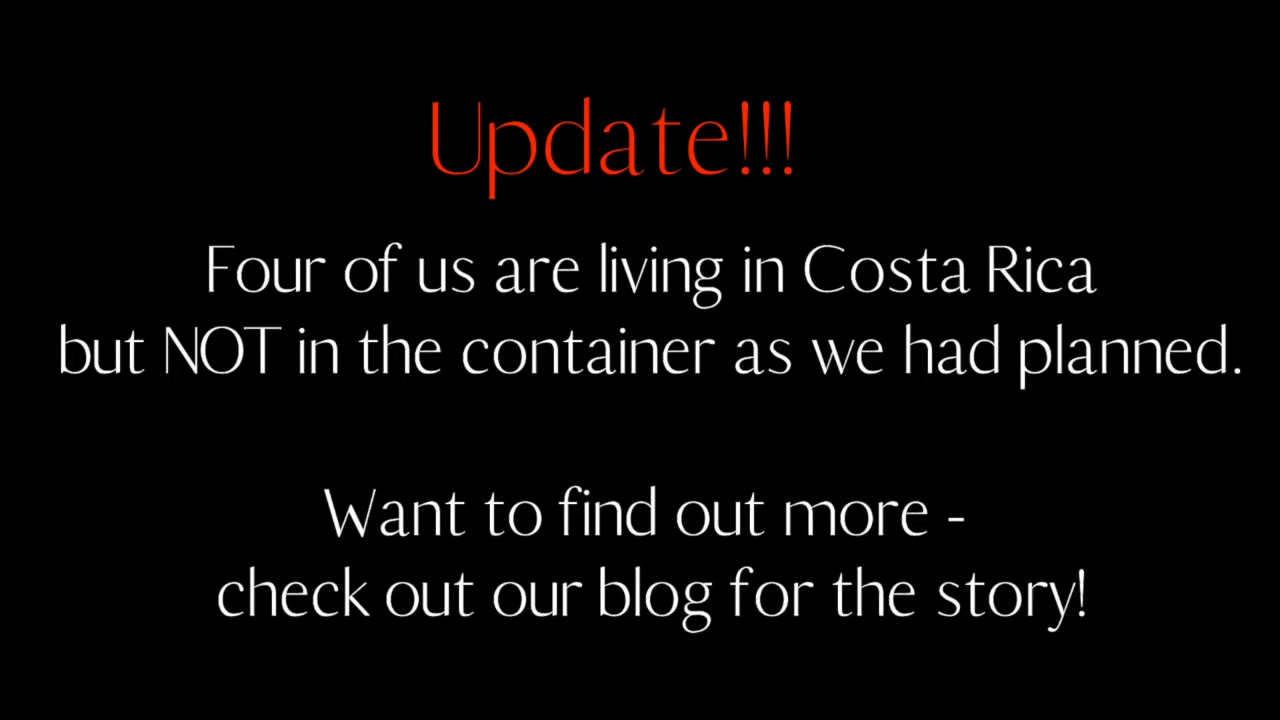 Update!!!
Four of us are living in Costa Rica
but NOT in the container as we had planned.
Want to find out more -
check out our blog for the story!